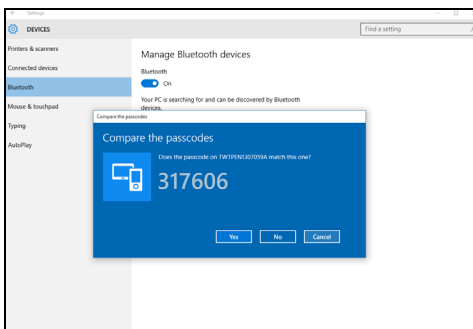 Settings
DEVICES
Find a setting
Printers & scanners
Connected devices
Bluetooth
Mouse & touchpad
Typing
AutoPlay
Manage Bluetooth devices
Bluetooth
On
Your PC is searching for and can be discovered by Bluetooth
devices.
Compare the passcodes
Compare the passcodes
Does the passcode on TWTPEN1307059A match this one?
317606
Yes
No
Cancel